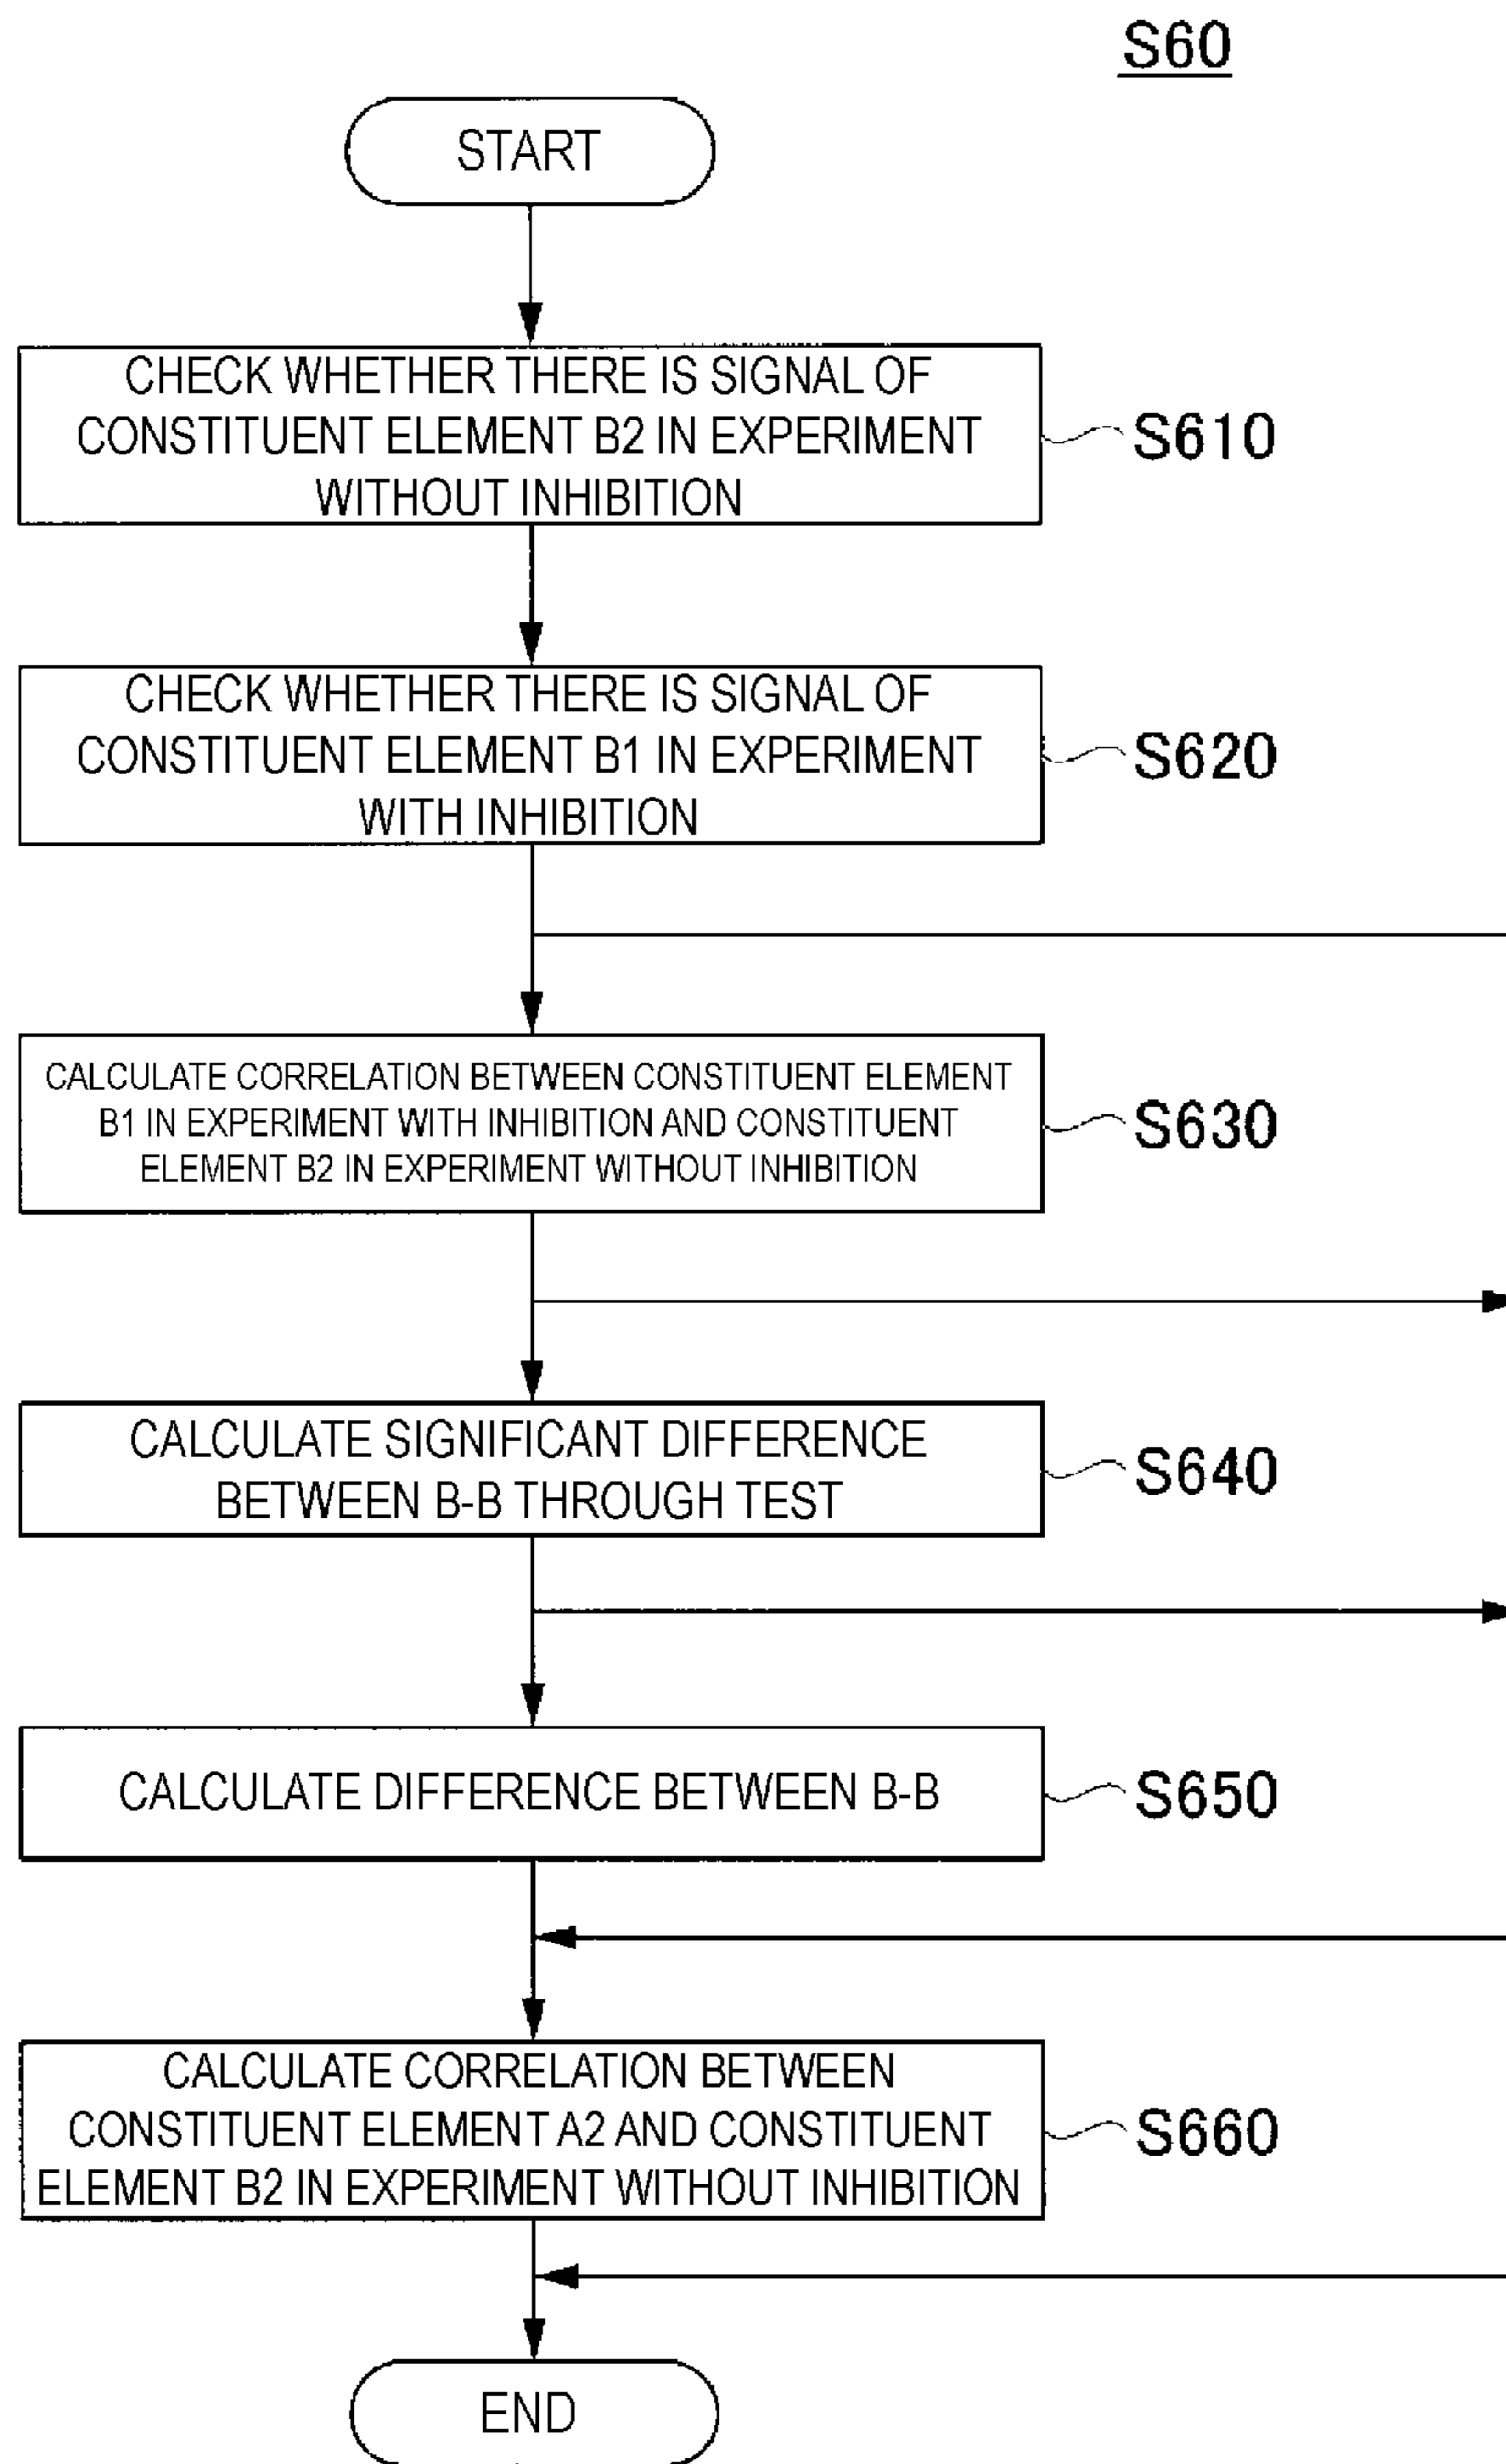 S60
START
CHECK WHETHER THERE IS SIGNAL OF
CONSTITUENT ELEMENT B2 IN EXPERIMENT
WITHOUT INHIBITION
S610
CHECK WHETHER THERE IS SIGNAL OF
CONSTITUENT ELEMENT B1 IN EXPERIMENT
WITH INHIBITION
S620
CALCULATE CORRELATION BETWEEN CONSTITUENT ELEMENT
B1 IN EXPERIMENT WITH INHIBITION AND CONSTITUENT
ELEMENT B2 IN EXPERIMENT WITHOUT INHIBITION
S630
CALCULATE SIGNIFICANT DIFFERENCE
BETWEEN B-B THROUGH TEST
S640
CALCULATE DIFFERENCE BETWEEN B-B
S650
CALCULATE CORRELATION BETWEEN
CONSTITUENT ELEMENT A2 AND CONSTITUENT
ELEMENT B2 IN EXPERIMENT WITHOUT INHIBITION
S660
END